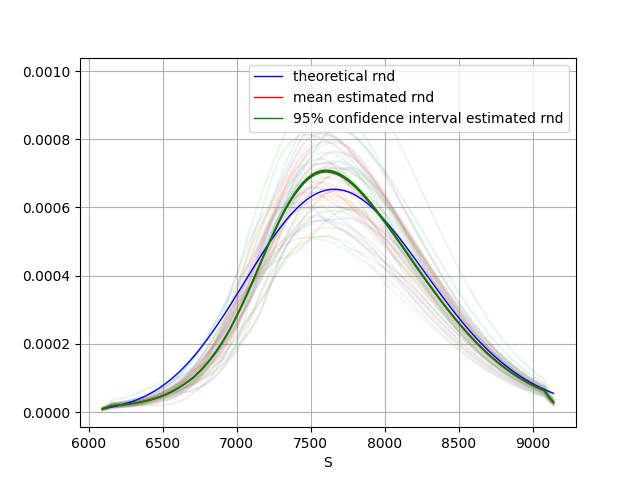 0.0010
0.0008
0.0006
0.0004
0.0002
0.0000
theoretical rnd
mean estimated rnd
95% confidence interval estimated rnd
6000 6500 7000 7500 8000 8500 9000
S